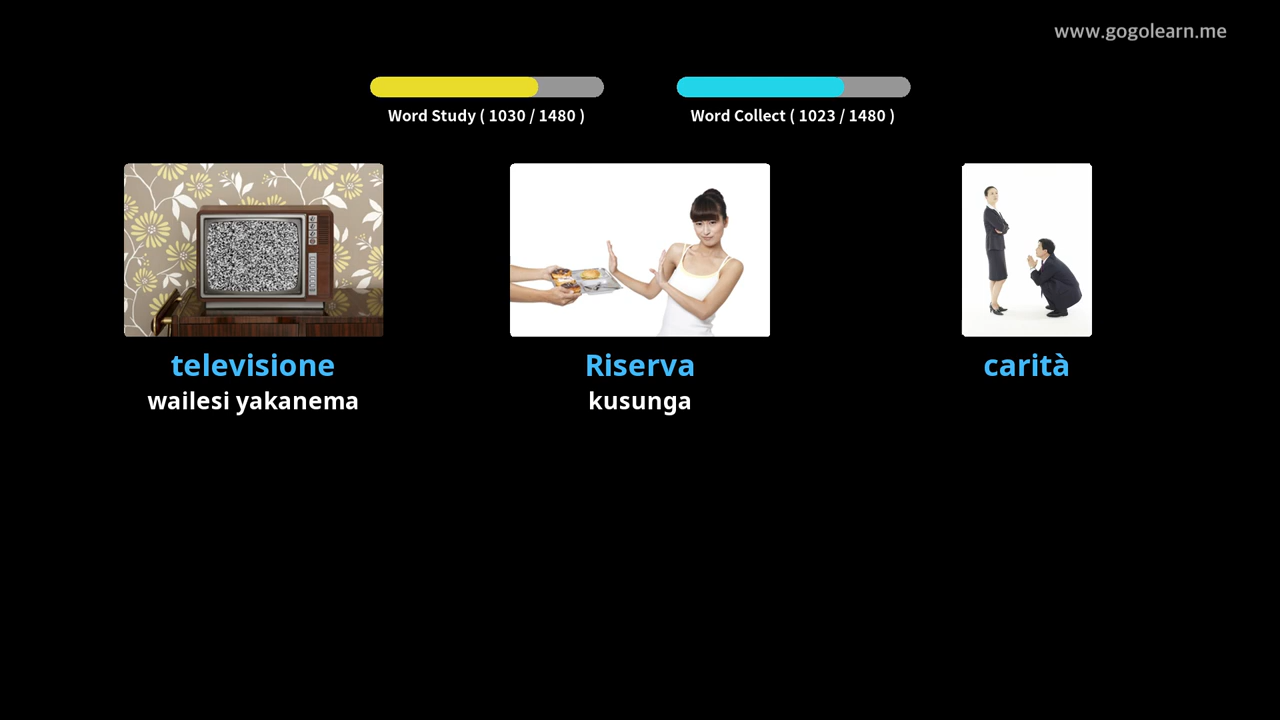 www.gogolearn.me
Word Study ( 1030 / 1480 )
Word Collect ( 1023 / 1480 )
televisione
wailesi yakanema
Riserva
kusunga
carità